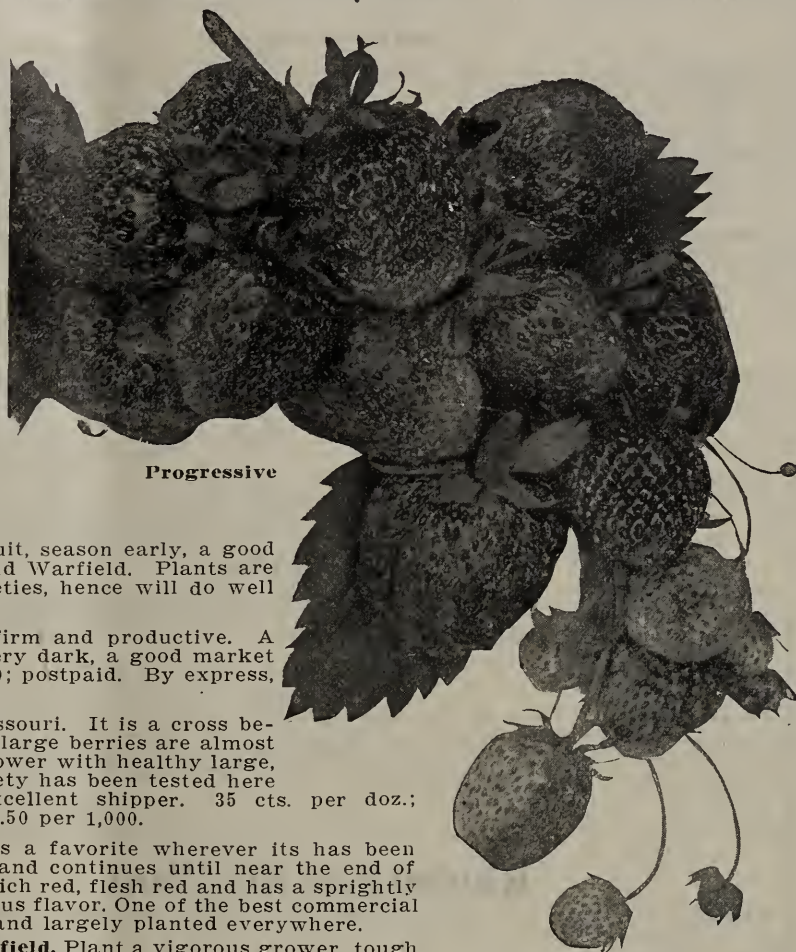 Progressive
uit, season early, a good
d Warfield. Plants are
eties, hence will do well
irm and productive. A
ery dark, a good market
; postpaid. By express,
ssouri. It is a cross be-
large berries are almost
ower with healthy large,
ety has been tested here
xcellent shipper. 35 cts. per doz.;
.50 per 1,000.
s a favorite wherever its has been
and continues until near the end of
ich red, flesh red and has a sprightly
us flavor. One of the best commercial
and largely planted everywhere.
field. Plant a vigorous grower, tough